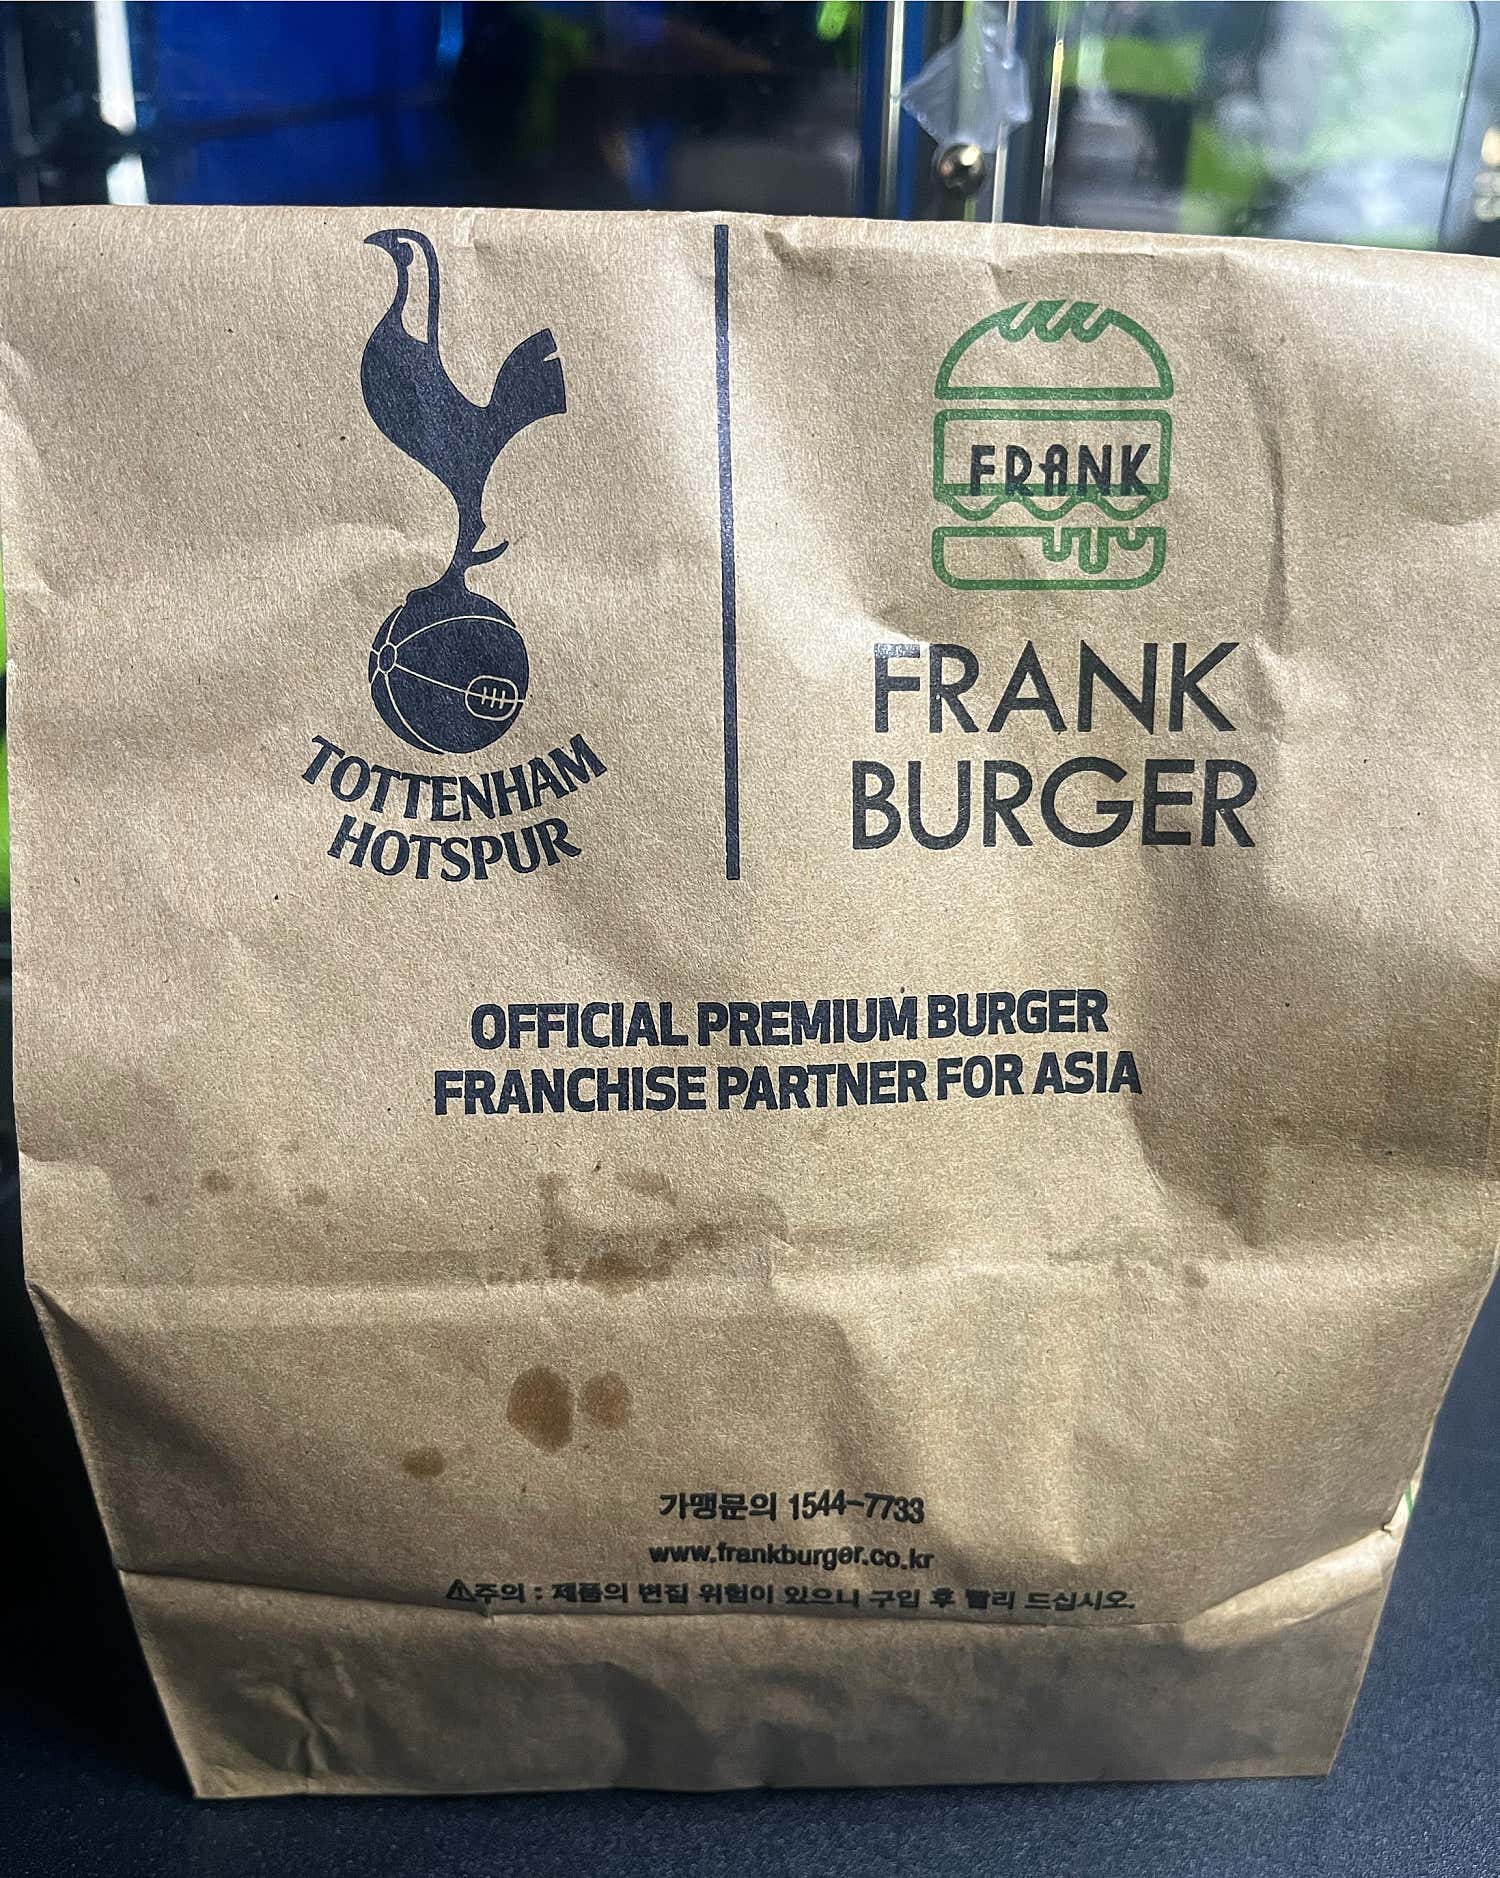 TOTTENHAM
HOTSPUR
FRANK
FRANK
BURGER
OFFICIAL PREMIUM BURGER
FRANCHISE PARTNER FOR ASIA
가맹문의 1544-7733
www.frankburger.co.kr
⚠주의 : 제품의 변질 위험이 있으니 구입 후 빨리 드십시오.